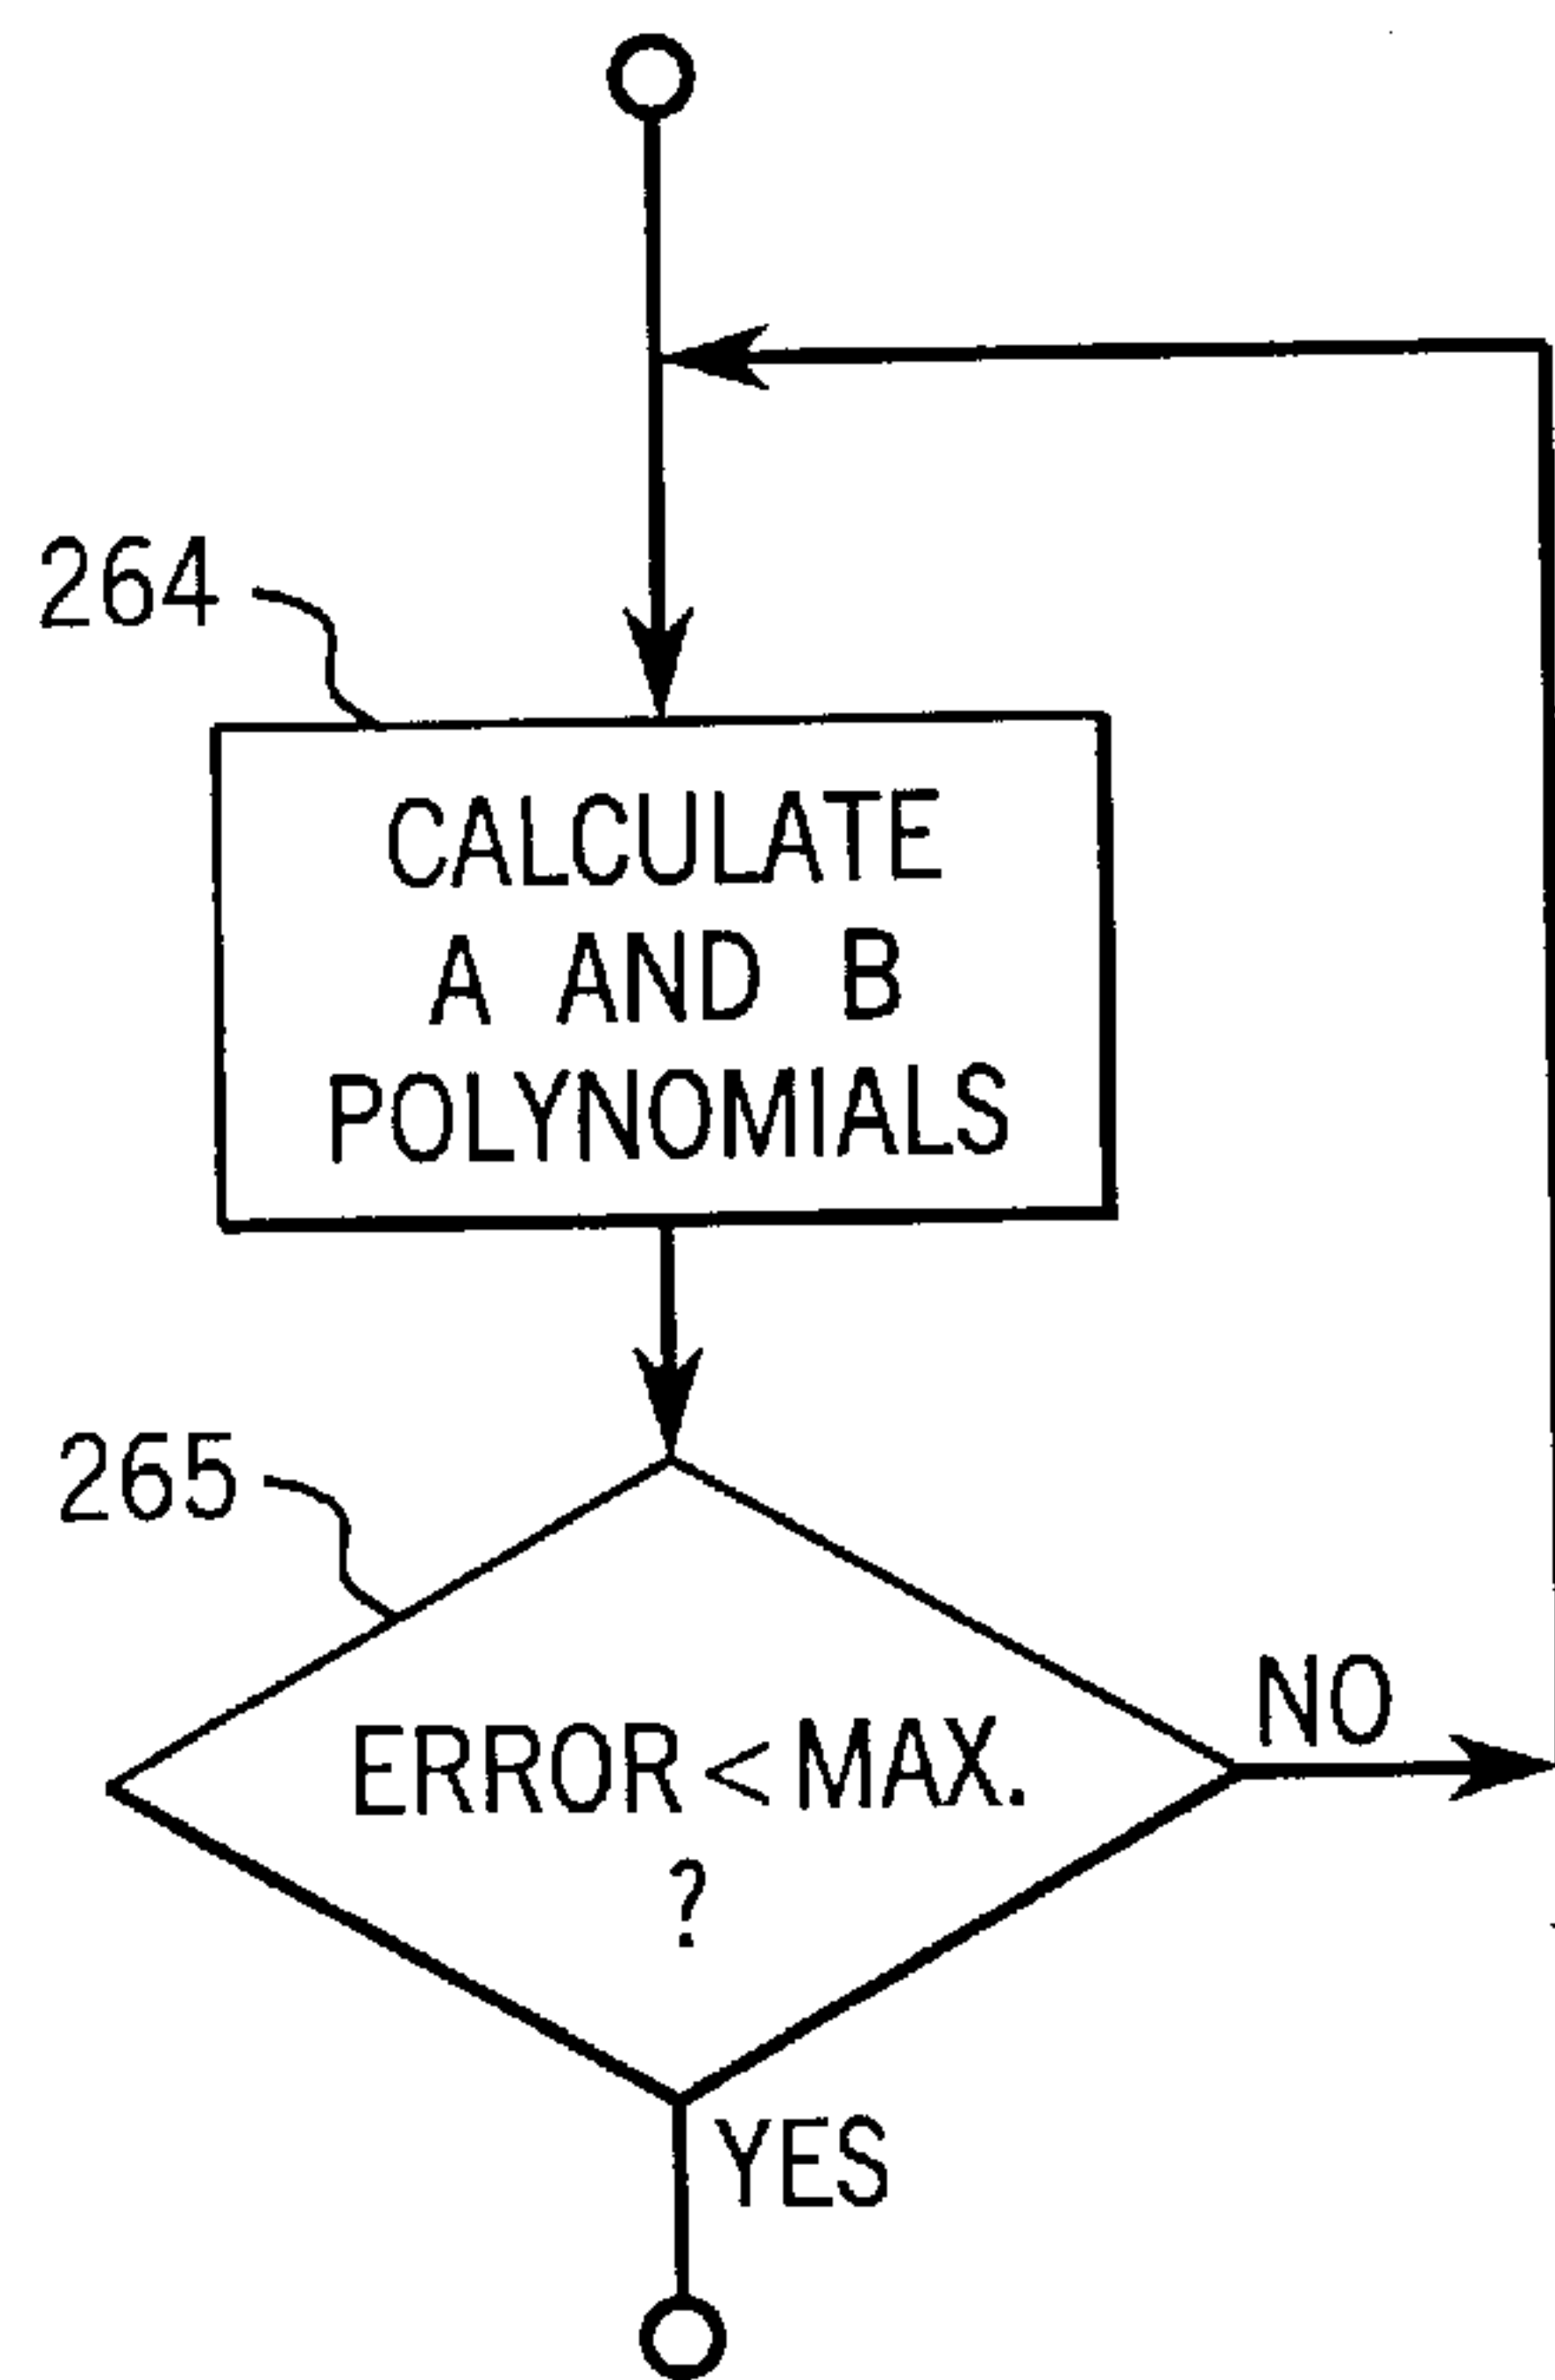 264
CALCULATE
A AND B
POLYNOMIALS
265
ERROR < MAX.
?
NO
YES